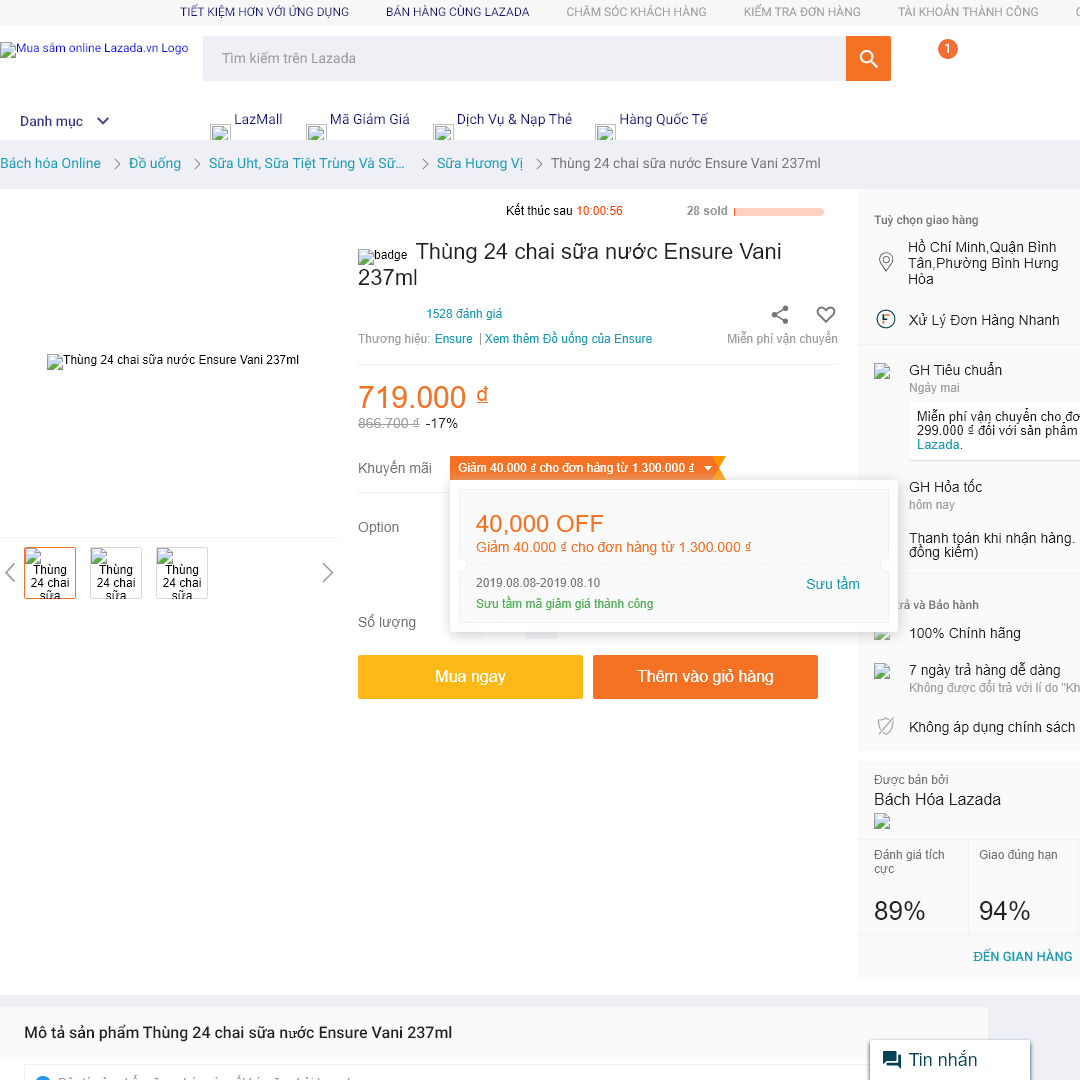 TIẾT KIỆM HƠN VỚI ỨNG DỤNG
BÁN HÀNG CÙNG LAZADA
CHĂM SÓC KHÁCH HÀNG
KIỂM TRA ĐƠN HÀNG
TÀI KHOẢN THÀNH CÔNG
Mua sắm online Lazada.vn Logo
Tìm kiếm trên Lazada
1
Danh mục
LazMall
Mã Giảm Giá
Dịch Vụ & Nạp Thẻ
Hàng Quốc Tế
Bách hóa Online
Đồ uống
Sữa Uht, Sữa Tiệt Trùng Và Sữ...
Sữa Hương Vị
Thùng 24 chai sữa nước Ensure Vani 237ml
Kết thúc sau 10:00:56
28 sold
badge Thùng 24 chai sữa nước Ensure Vani
237ml
1528 đánh giá
Thương hiệu: Ensure | Xem thêm Đồ uống của Ensure
Miễn phí vận chuyển
Thùng 24 chai sữa nước Ensure Vani 237ml
719.000 ₫
866.700 ₫ -17%
Khuyến mãi
Giảm 40.000 ₫ cho đơn hàng từ 1.300.000 ₫
40,000 OFF
Giảm 40.000 ₫ cho đơn hàng từ 1.300.000 ₫
2019.08.08-2019.08.10
Sưu tầm
Sưu tầm mã giảm giá thành công
Option
Số lượng
Thùng
24 chai
sữa
Thùng
24 chai
sữa
Thùng
24 chai
sữa
Mua ngay
Thêm vào giỏ hàng
Tuỳ chọn giao hàng
Hồ Chí Minh,Quận Bình
Tân,Phường Bình Hưng
Hòa
Xử Lý Đơn Hàng Nhanh
GH Tiêu chuẩn
Ngày mai
Miễn phí vận chuyển cho đơ
299.000 ₫ đối với sản phẩm
Lazada.
GH Hỏa tốc
hôm nay
Thanh toán khi nhận hàng.
đồng kiểm)
rả và Bảo hành
100% Chính hãng
7 ngày trả hàng dễ dàng
Không được đổi trả với lí do "Kh
Không áp dụng chính sách
Được bán bởi
Bách Hóa Lazada
Đánh giá tích
cực
89%
Giao đúng hạn
94%
ĐẾN GIAN HÀNG
Mô tả sản phẩm Thùng 24 chai sữa nước Ensure Vani 237ml
Tin nhắn